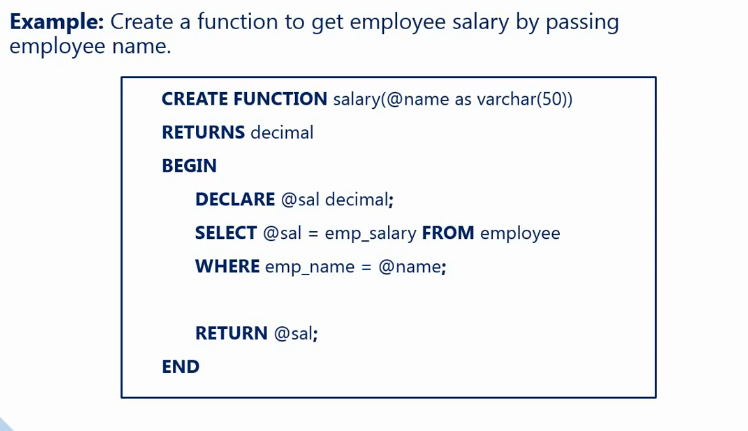 Example: Create a function to get employee salary by passing
employee name.
CREATE FUNCTION salary(@name as varchar(50))
RETURNS decimal
BEGIN
DECLARE @sal decimal;
SELECT @sal = emp_salary FROM employee
WHERE emp_name = @name;
RETURN @sal;
END